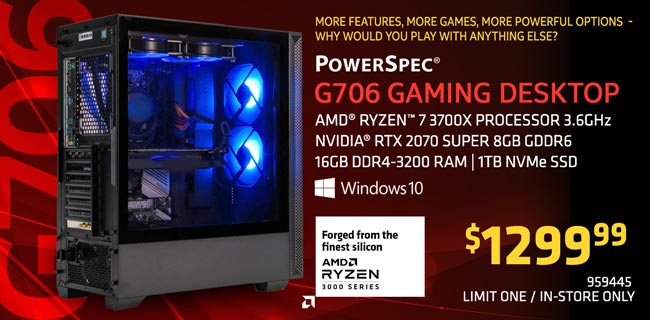 MORE FEATURES, MORE GAMES, MORE POWERFUL OPTIONS -
WHY WOULD YOU PLAY WITH ANYTHING ELSE?
POWERSPEC®
G706 GAMING DESKTOP
AMD® RYZEN™ 7 3700X PROCESSOR 3.6GHz
NVIDIA® RTX 2070 SUPER 8GB GDDR6
16GB DDR4-3200 RAM | 1TB NVMe SSD
Windows 10
Forged from the
finest silicon
AMD
RYZEN
3000 SERIES
$1299.99
959445
LIMIT ONE / IN-STORE ONLY
G706